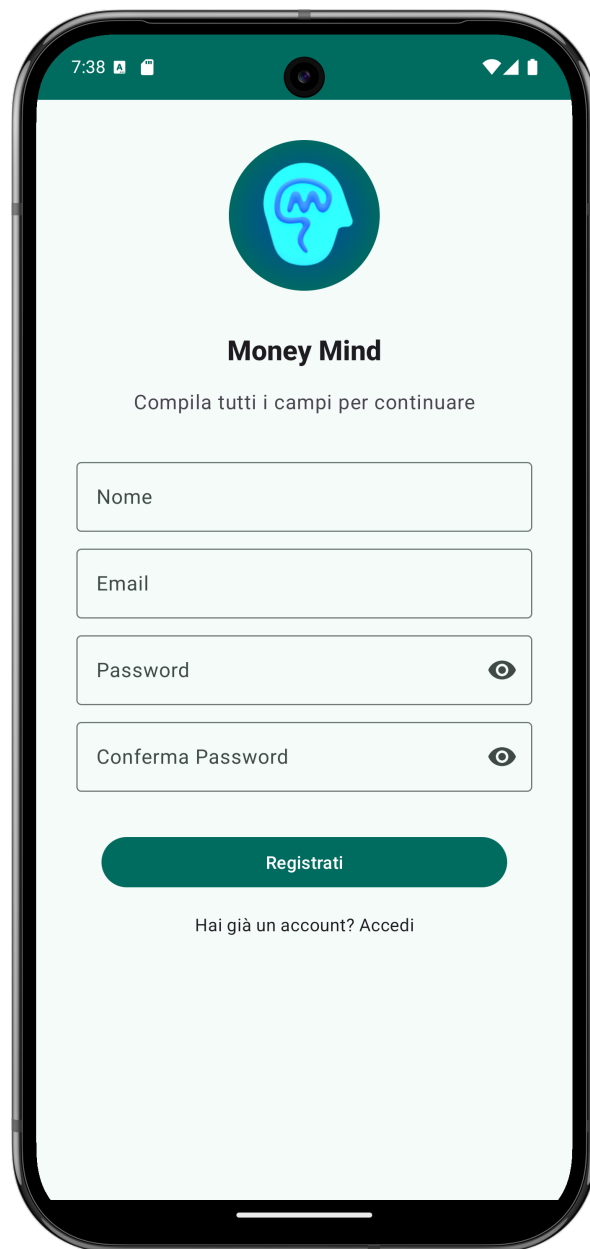 7:38
Money Mind
Compila tutti i campi per continuare
Nome
Email
Password
Conferma Password
Registrati
Hai già un account? Accedi